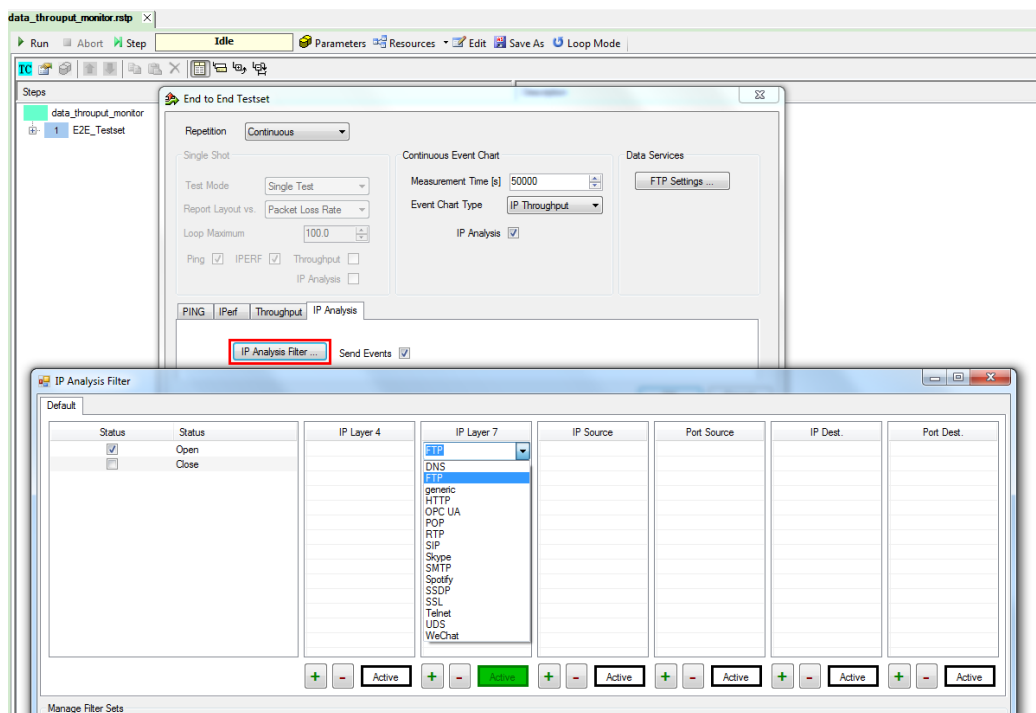 data_throuput_monitor.rstp
Run Abort Step Idle Parameters Resources Edit Save As Loop Mode
TC
Steps
End to End Testset
data_throuput_monitor
1 E2E_Testset
Repetition Continuous
Single Shot Continuous Event Chart Data Services
Test Mode Single Test Measurement Time [s] 50000 FTP Settings ...
Report Layout vs. Packet Loss Rate Event Chart Type IP Throughput
Loop Maximum 100.0 IP Analysis
Ping IPERF Throughput
IP Analysis
PING IPerf Throughput IP Analysis
IP Analysis Filter ... Send Events
IP Analysis Filter
Default
Status Status IP Layer 4 IP Layer 7 IP Source Port Source IP Dest. Port Dest.
Open FTP
Close DNS
FTP
generic
HTTP
OPC UA
POP
RTP
SIP
Skype
SMTP
Spotify
SSDP
SSL
Telnet
UDS
WeChat
+ - Active + - Active + - Active + - Active + - Active + - Active
Manage Filter Sets